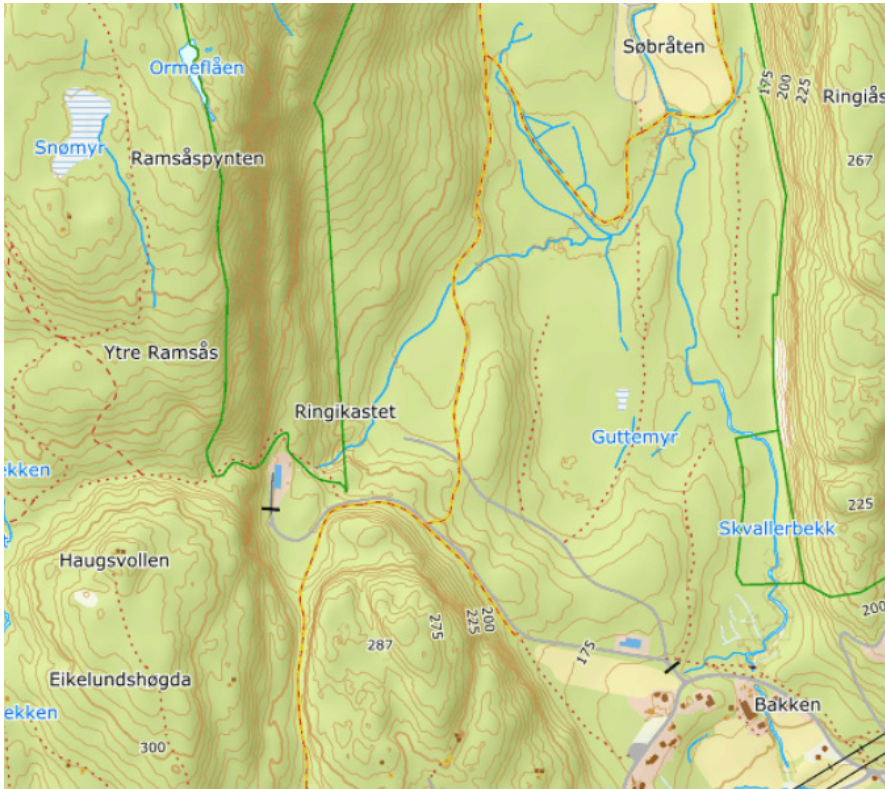 Søbråten
Ormeflåen
175
200
225
Ringiås
Snømyr
Ramsåspynten
267
Ytre Ramsås
Ringikastet
Guttemyr
ekken
225
Skvallerbekk
Haugsvollen
200
275
225
200
287
175
Eikelundshøgda
Bakken
ekken
300